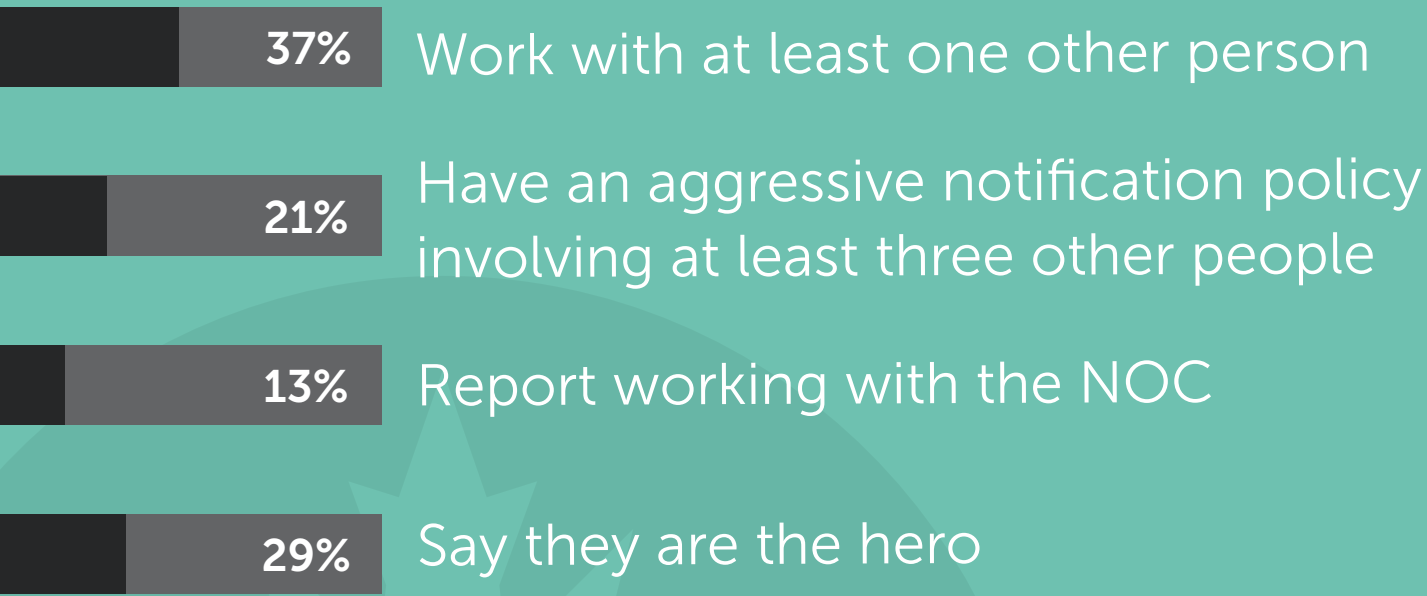 37% Work with at least one other person
21% Have an aggressive notification policy
involving at least three other people
13% Report working with the NOC
29% Say they are the hero